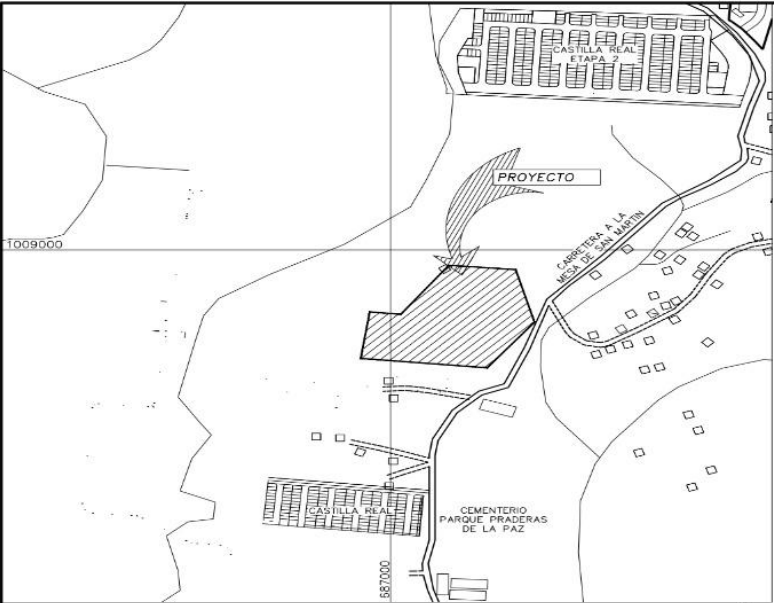 CASTILLA REAL
ETAPA 2
PROYECTO
CARRETERA A LA
MESA DE SAN MARTIN
1009000
CASTILLA REAL
CEMENTERIO
PARQUE PRADERAS
DE LA PAZ
687000